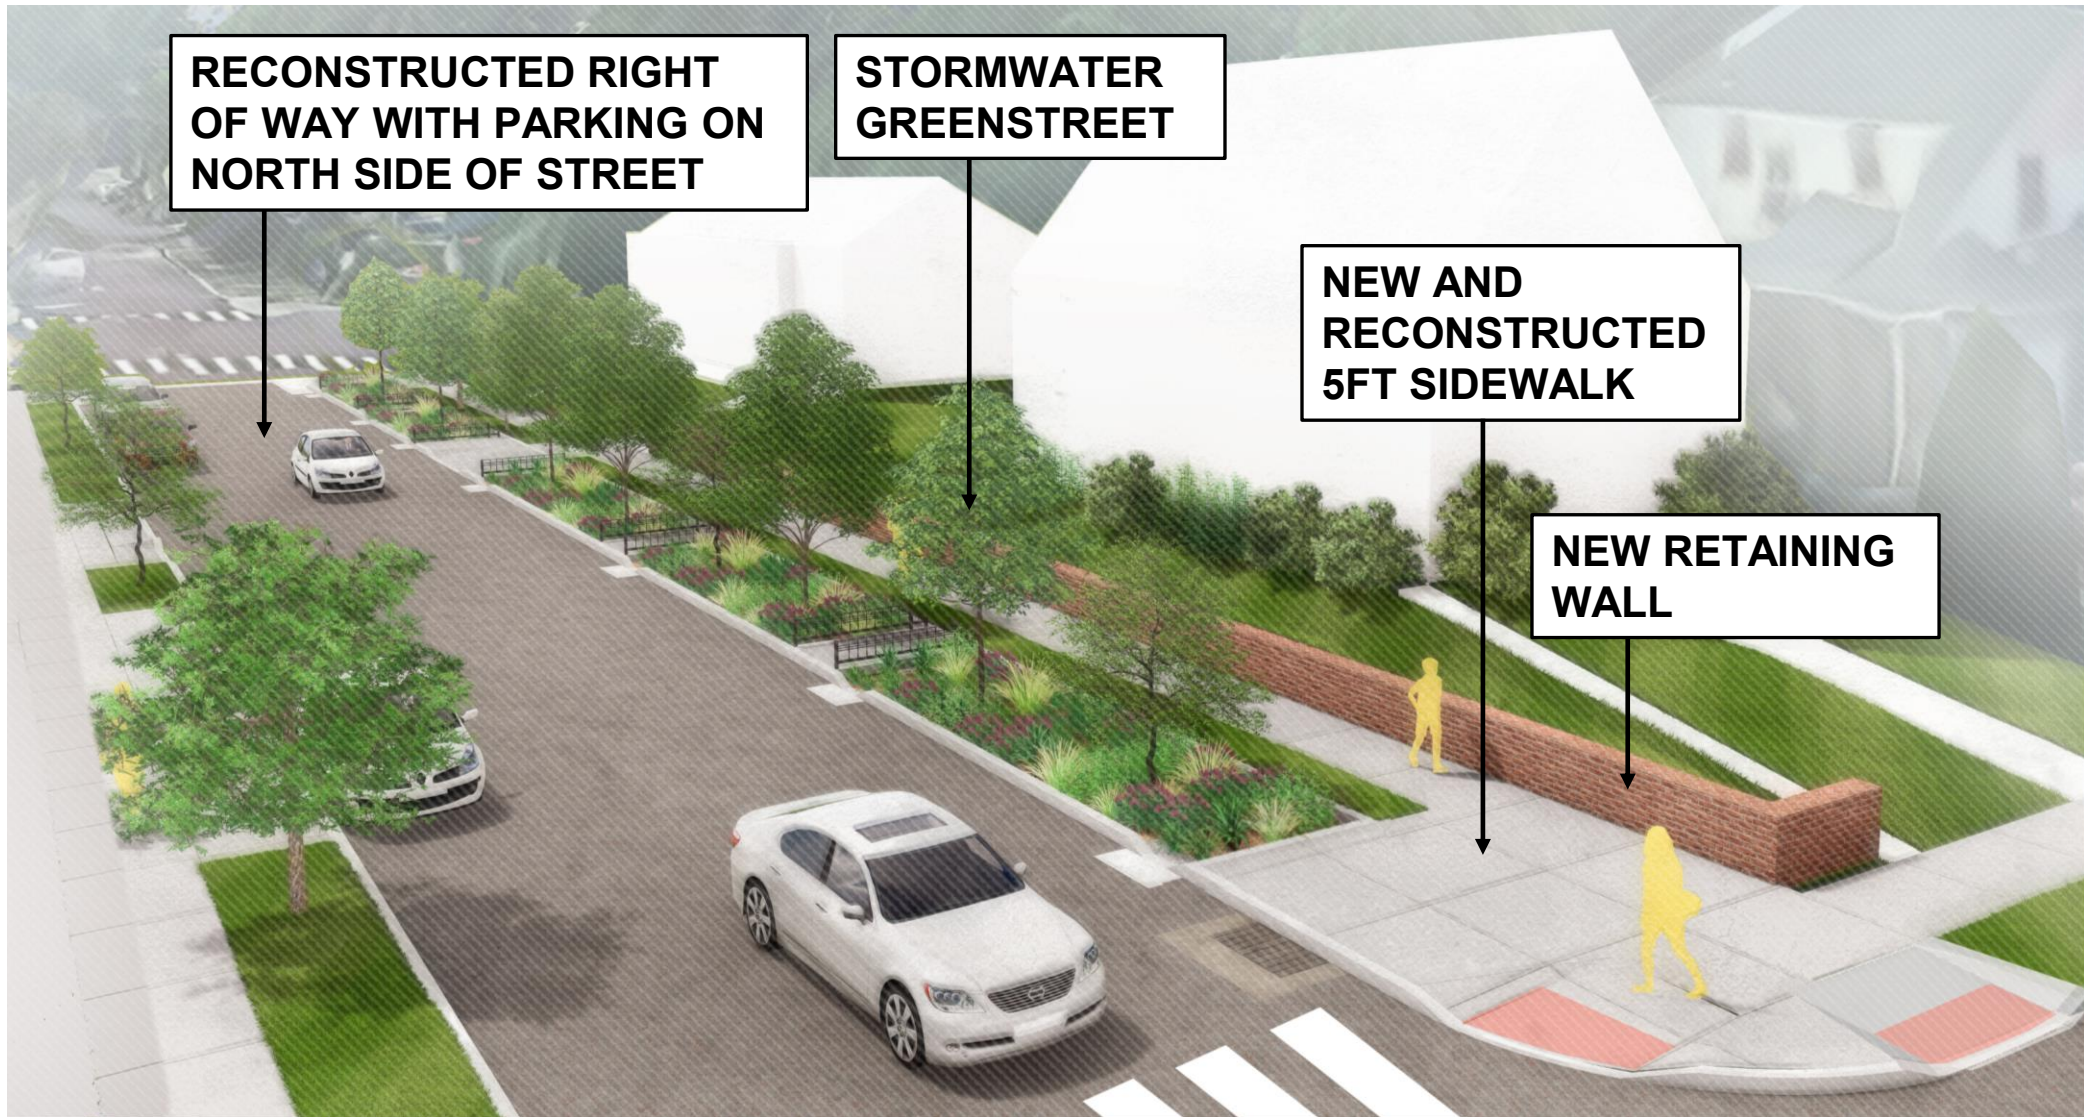 RECONSTRUCTED RIGHT
OF WAY WITH PARKING ON
NORTH SIDE OF STREET
STORMWATER
GREENSTREET
NEW AND
RECONSTRUCTED
5FT SIDEWALK
NEW RETAINING
WALL